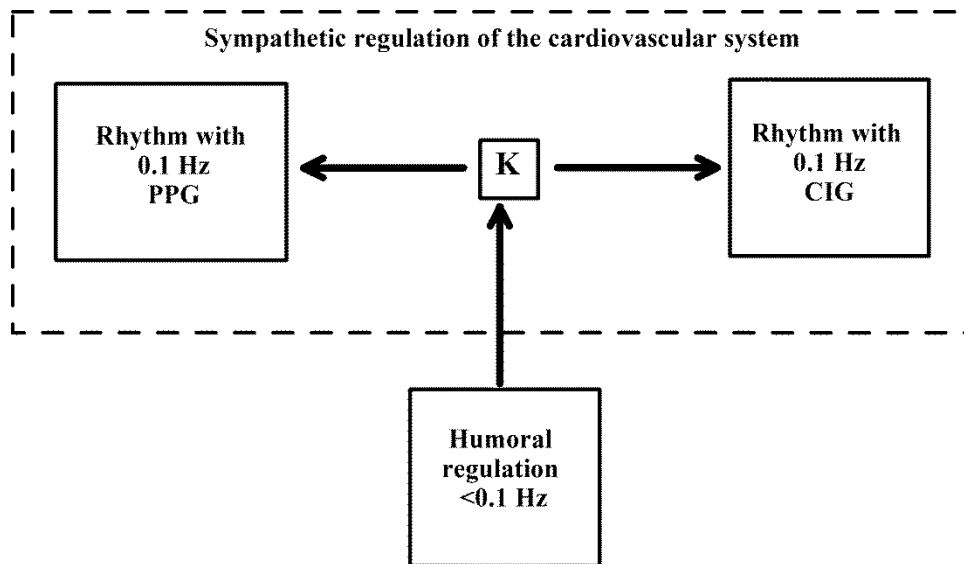 Sympathetic regulation of the cardiovascular system
Rhythm with
0.1 Hz
PPG
K
Rhythm with
0.1 Hz
CIG
Humoral
regulation
<0.1 Hz